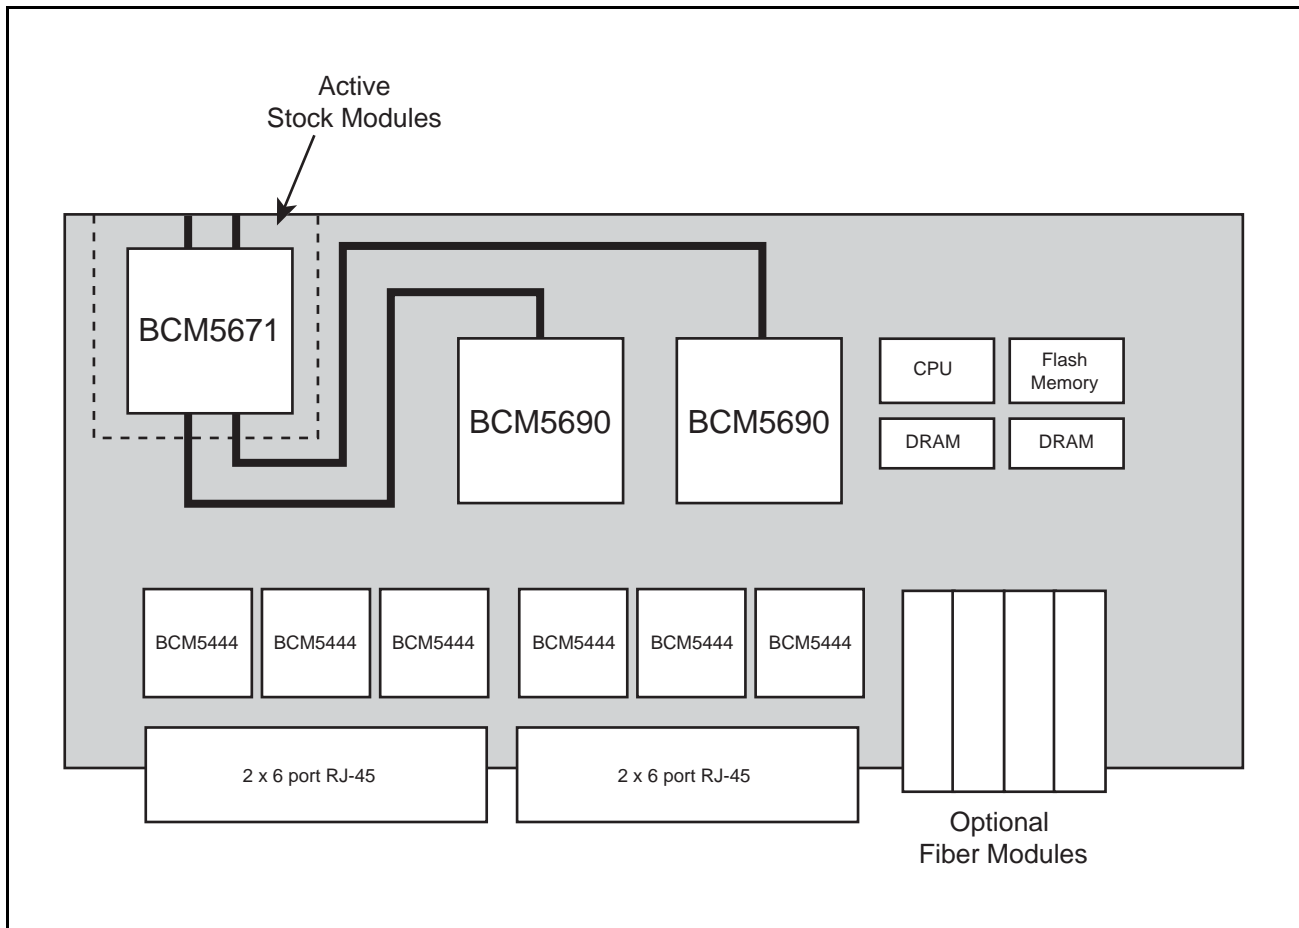 Active
Stock Modules
BCM5671
BCM5690
BCM5690
CPU
Flash
Memory
DRAM
DRAM
BCM5444
BCM5444
BCM5444
BCM5444
BCM5444
BCM5444
2 x 6 port RJ-45
2 x 6 port RJ-45
Optional
Fiber Modules